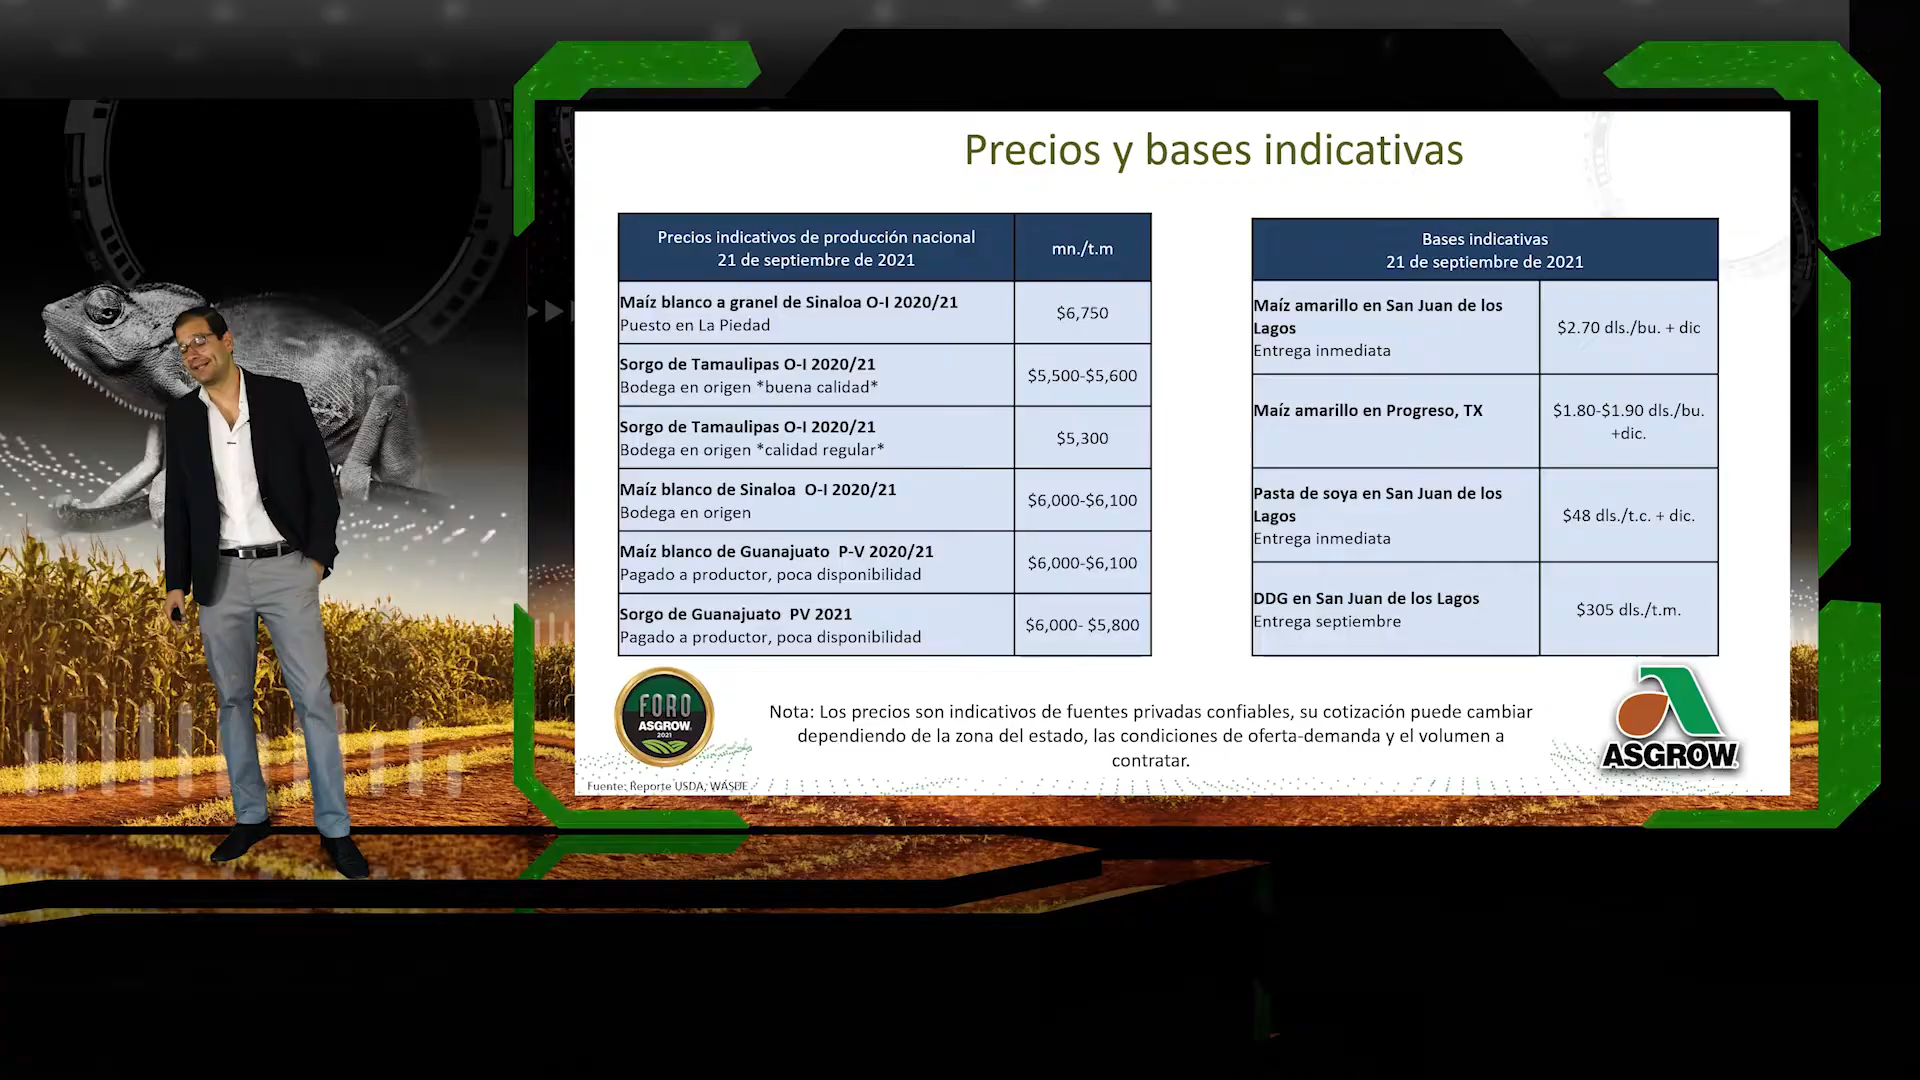 Precios y bases indicativas
Precios indicativos de producción nacional
21 de septiembre de 2021
mn./t.m
Maíz blanco a granel de Sinaloa O-I 2020/21
Puesto en La Piedad
$6,750
Sorgo de Tamaulipas O-I 2020/21
Bodega en origen *buena calidad*
$5,500-$5,600
Sorgo de Tamaulipas O-I 2020/21
Bodega en origen *calidad regular*
$5,300
Maíz blanco de Sinaloa O-I 2020/21
Bodega en origen
$6,000-$6,100
Maíz blanco de Guanajuato P-V 2020/21
Pagado a productor, poca disponibilidad
$6,000-$6,100
Sorgo de Guanajuato PV 2021
Pagado a productor, poca disponibilidad
$6,000- $5,800
Bases indicativas
21 de septiembre de 2021
Maíz amarillo en San Juan de los
Lagos
Entrega inmediata
$2.70 dls./bu. + dic
Maíz amarillo en Progreso, TX
$1.80-$1.90 dls./bu.
+dic.
Pasta de soya en San Juan de los
Lagos
Entrega inmediata
$48 dls./t.c. + dic.
DDG en San Juan de los Lagos
Entrega septiembre
$305 dls./t.m.
FORO
ASGROW
2021
Nota: Los precios son indicativos de fuentes privadas confiables, su cotización puede cambiar
dependiendo de la zona del estado, las condiciones de oferta-demanda y el volumen a
contratar.
ASGROW
Fuente: Reporte USDA, WASDE